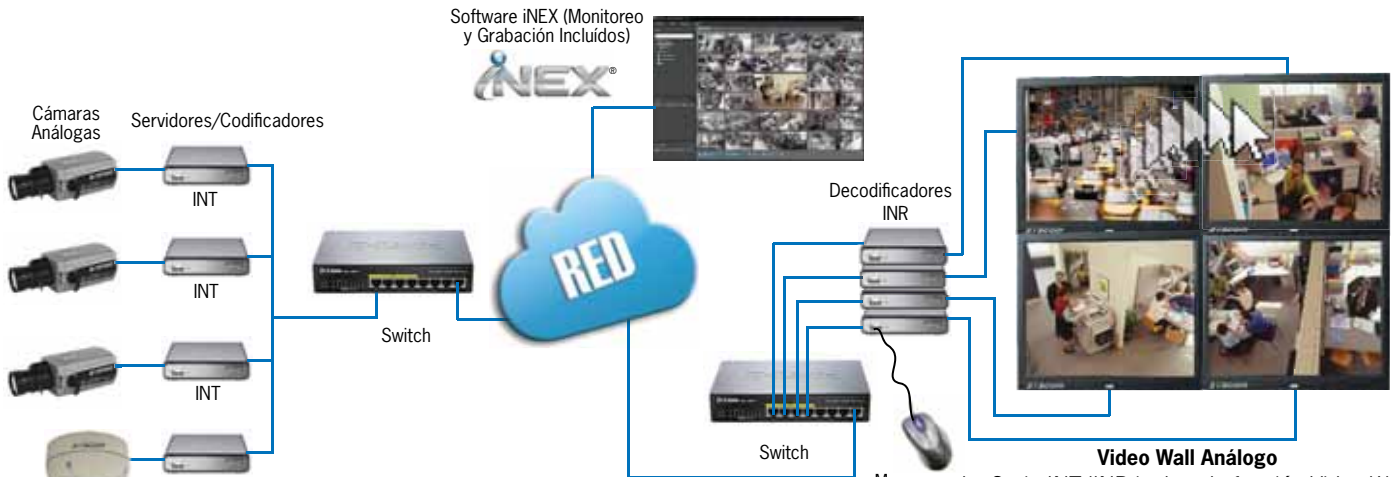 Software iNEX (Monitoreo
y Grabación Incluídos)
iNEX®
Cámaras
Análogas
Servidores/Codificadores
INT
INT
INT
Switch
RED
Decodificadores
INR
Switch
Video Wall Análogo